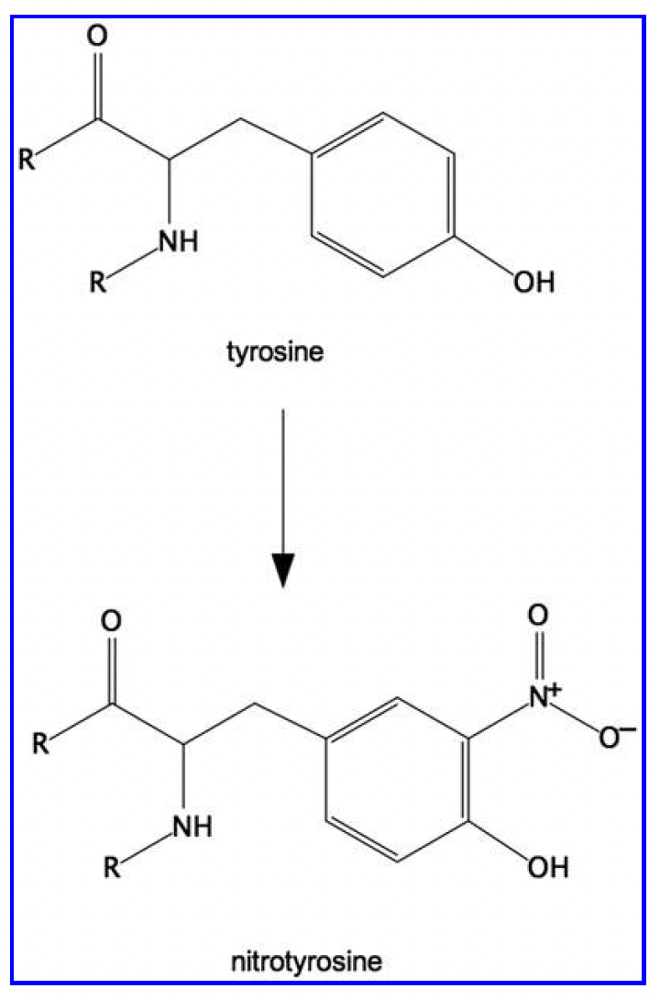 O
R
NH
R
OH
tyrosine
O
O
R
N+
O−
NH
R
OH
nitrotyrosine